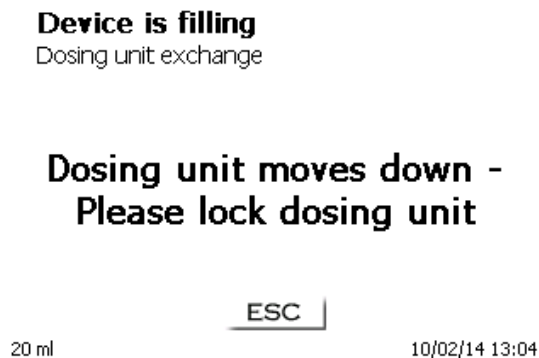 Device is filling
Dosing unit exchange
Dosing unit moves down -
Please lock dosing unit
ESC
20 ml 10/02/14 13:04